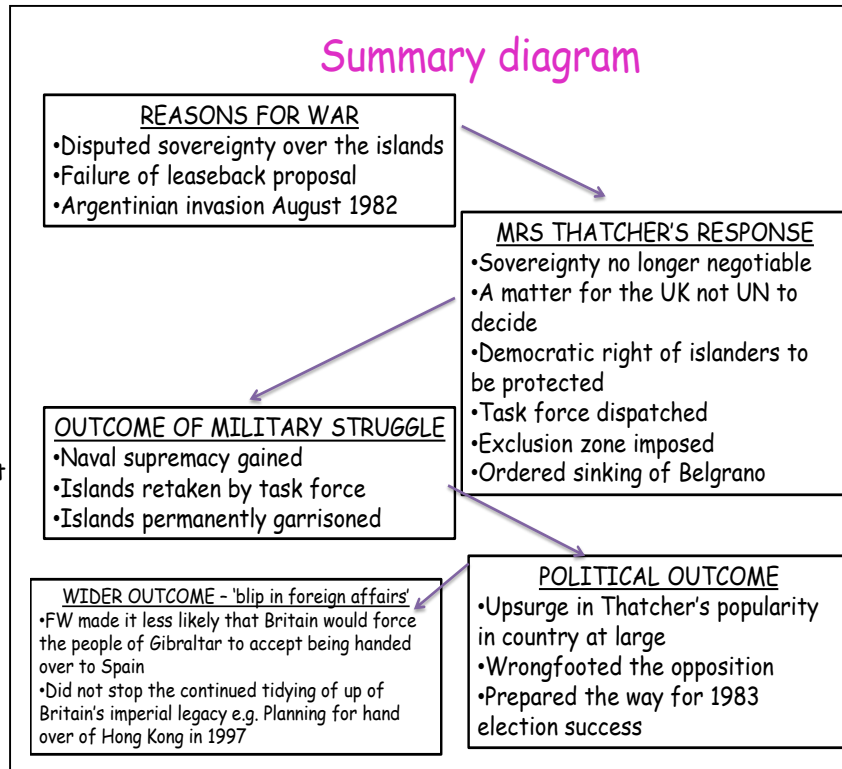 Summary diagram
REASONS FOR WAR
•Disputed sovereignty over the islands
•Failure of leaseback proposal
•Argentinian invasion August 1982
MRS THATCHER'S RESPONSE
•Sovereignty no longer negotiable
•A matter for the UK not UN to
decide
•Democratic right of islanders to
be protected
•Task force dispatched
•Exclusion zone imposed
•Ordered sinking of Belgrano
OUTCOME OF MILITARY STRUGGLE
•Naval supremacy gained
•Islands retaken by task force
•Islands permanently garrisoned
POLITICAL OUTCOME
•Upsurge in Thatcher's popularity
in country at large
•Wrongfooted the opposition
•Prepared the way for 1983
election success
WIDER OUTCOME – 'blip in foreign affairs'
•FW made it less likely that Britain would force
the people of Gibraltar to accept being handed
over to Spain
•Did not stop the continued tidying of up of
Britain's imperial legacy e.g. Planning for hand
over of Hong Kong in 1997